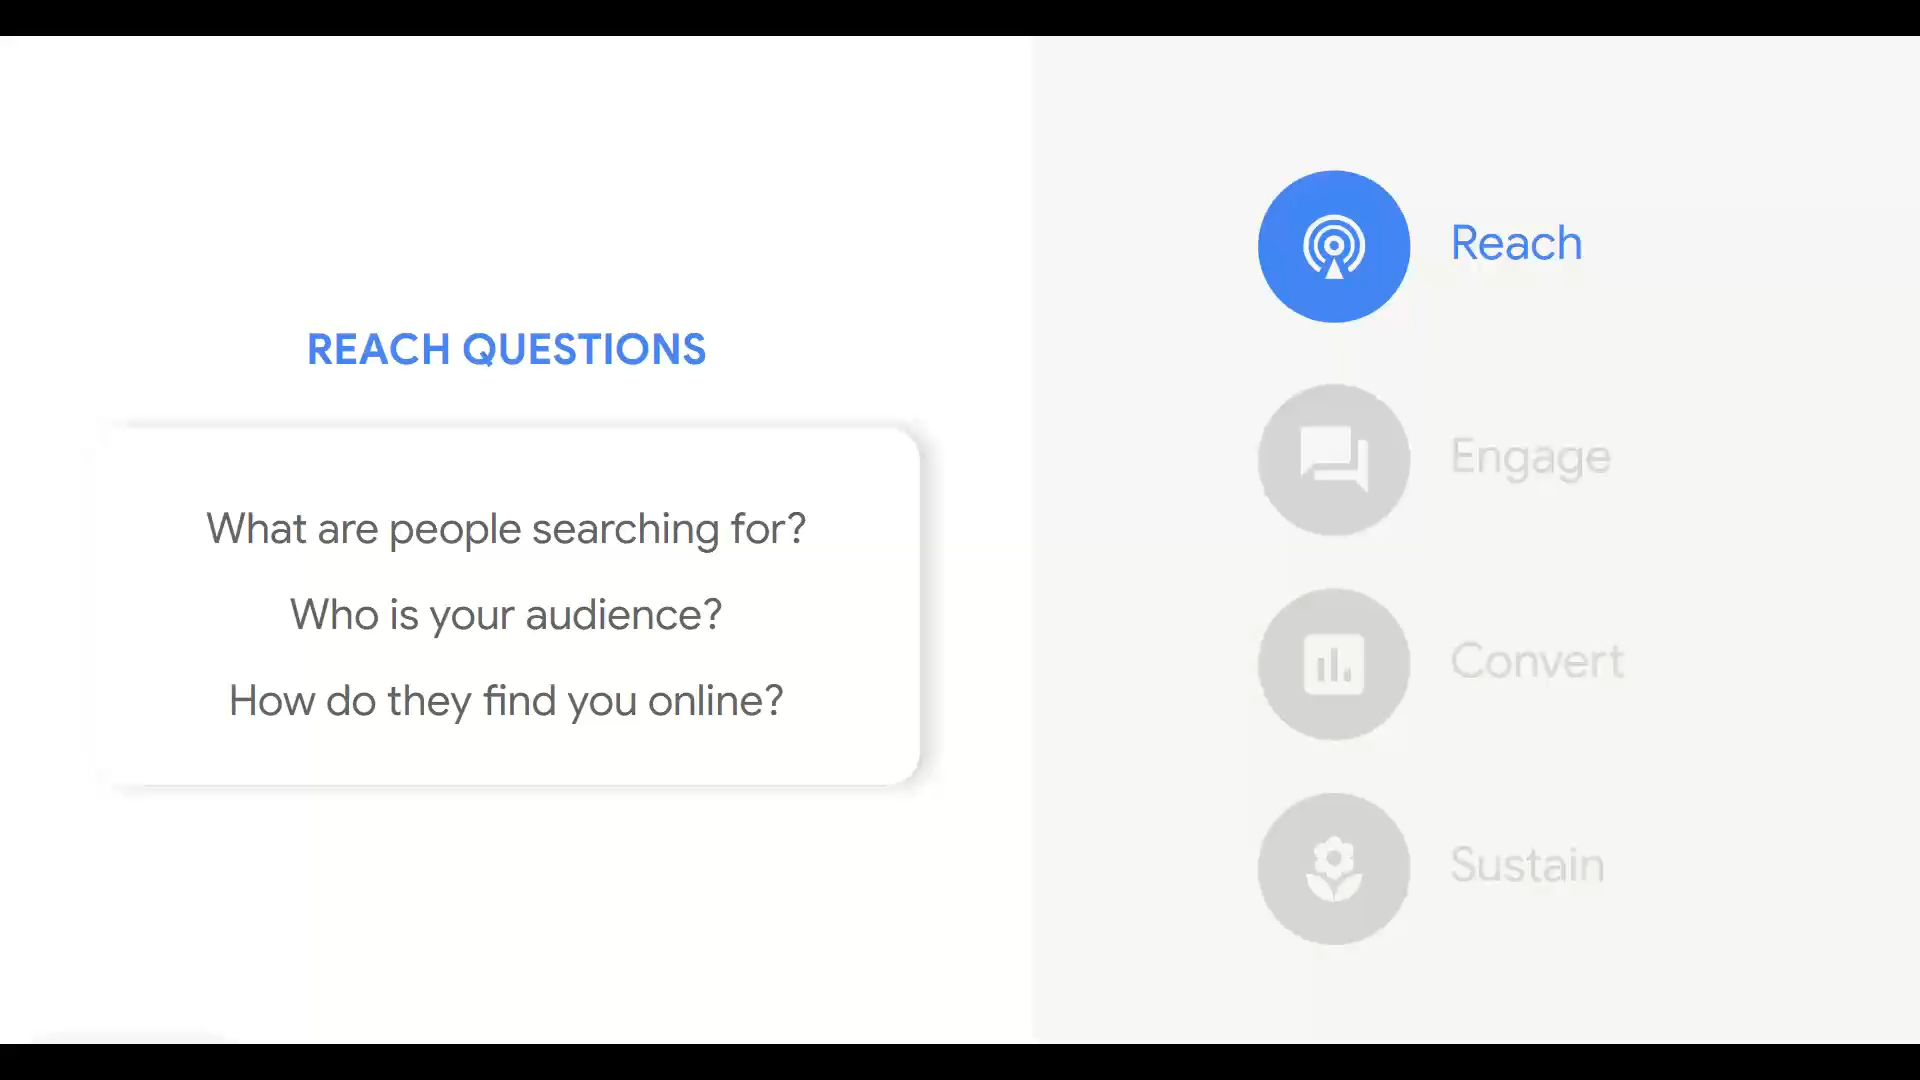 REACH QUESTIONS
What are people searching for?
Who is your audience?
How do they find you online?
Reach
Engage
Convert
Sustain